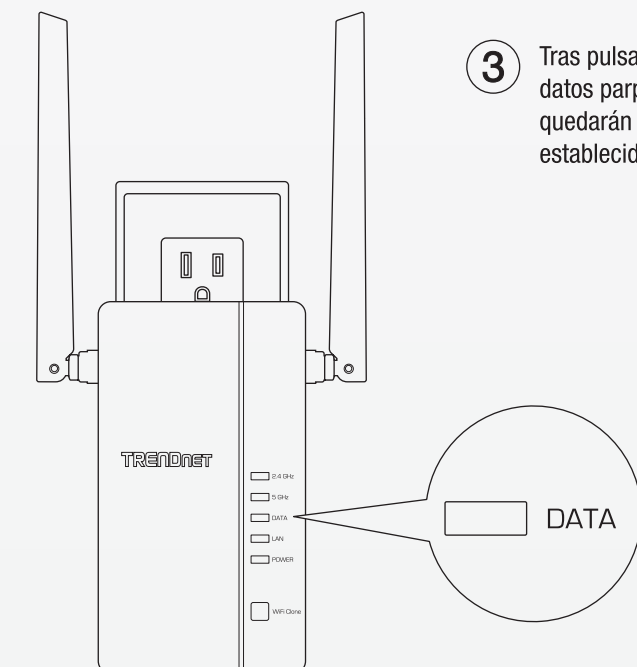 3
Tras pulsa
datos parp
quedarán
establecid
TRENDnET
2.4 GHz
5 GHz
DATA
LAN
POWER
WiFi Clone
DATA